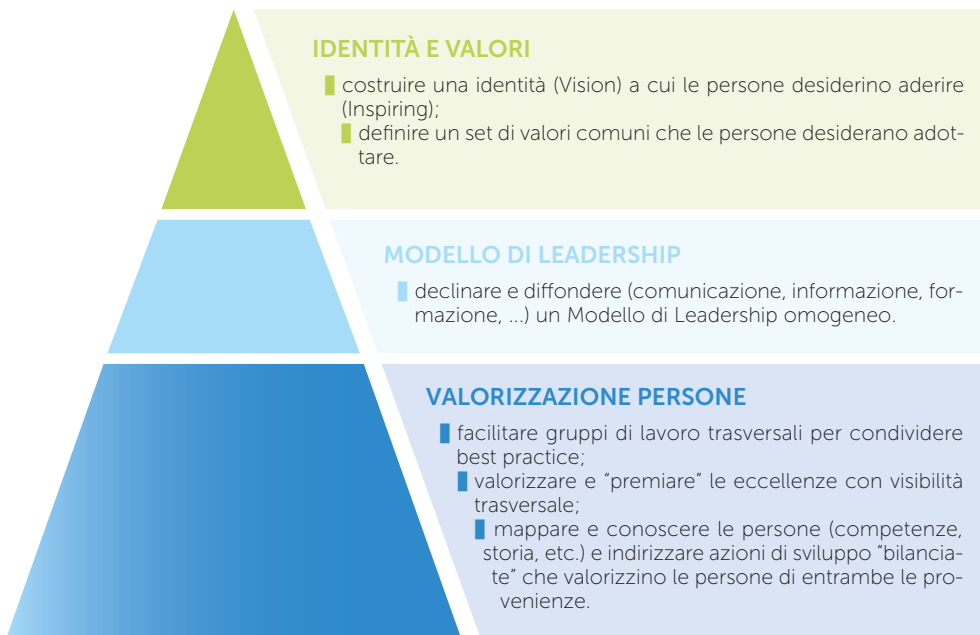 IDENTITÀ E VALORI
costruire una identità (Vision) a cui le persone desiderino aderire
(Inspiring);
definire un set di valori comuni che le persone desiderano adot-
tare.
MODELLO DI LEADERSHIP
declinare e diffondere (comunicazione, informazione, for-
mazione, ...) un Modello di Leadership omogeneo.
VALORIZZAZIONE PERSONE
facilitare gruppi di lavoro trasversali per condividere
best practice;
valorizzare e “premiare” le eccellenze con visibilità
trasversale;
mappare e conoscere le persone (competenze,
storia, etc.) e indirizzare azioni di sviluppo “bilancia-
te” che valorizzino le persone di entrambe le pro-
venienze.